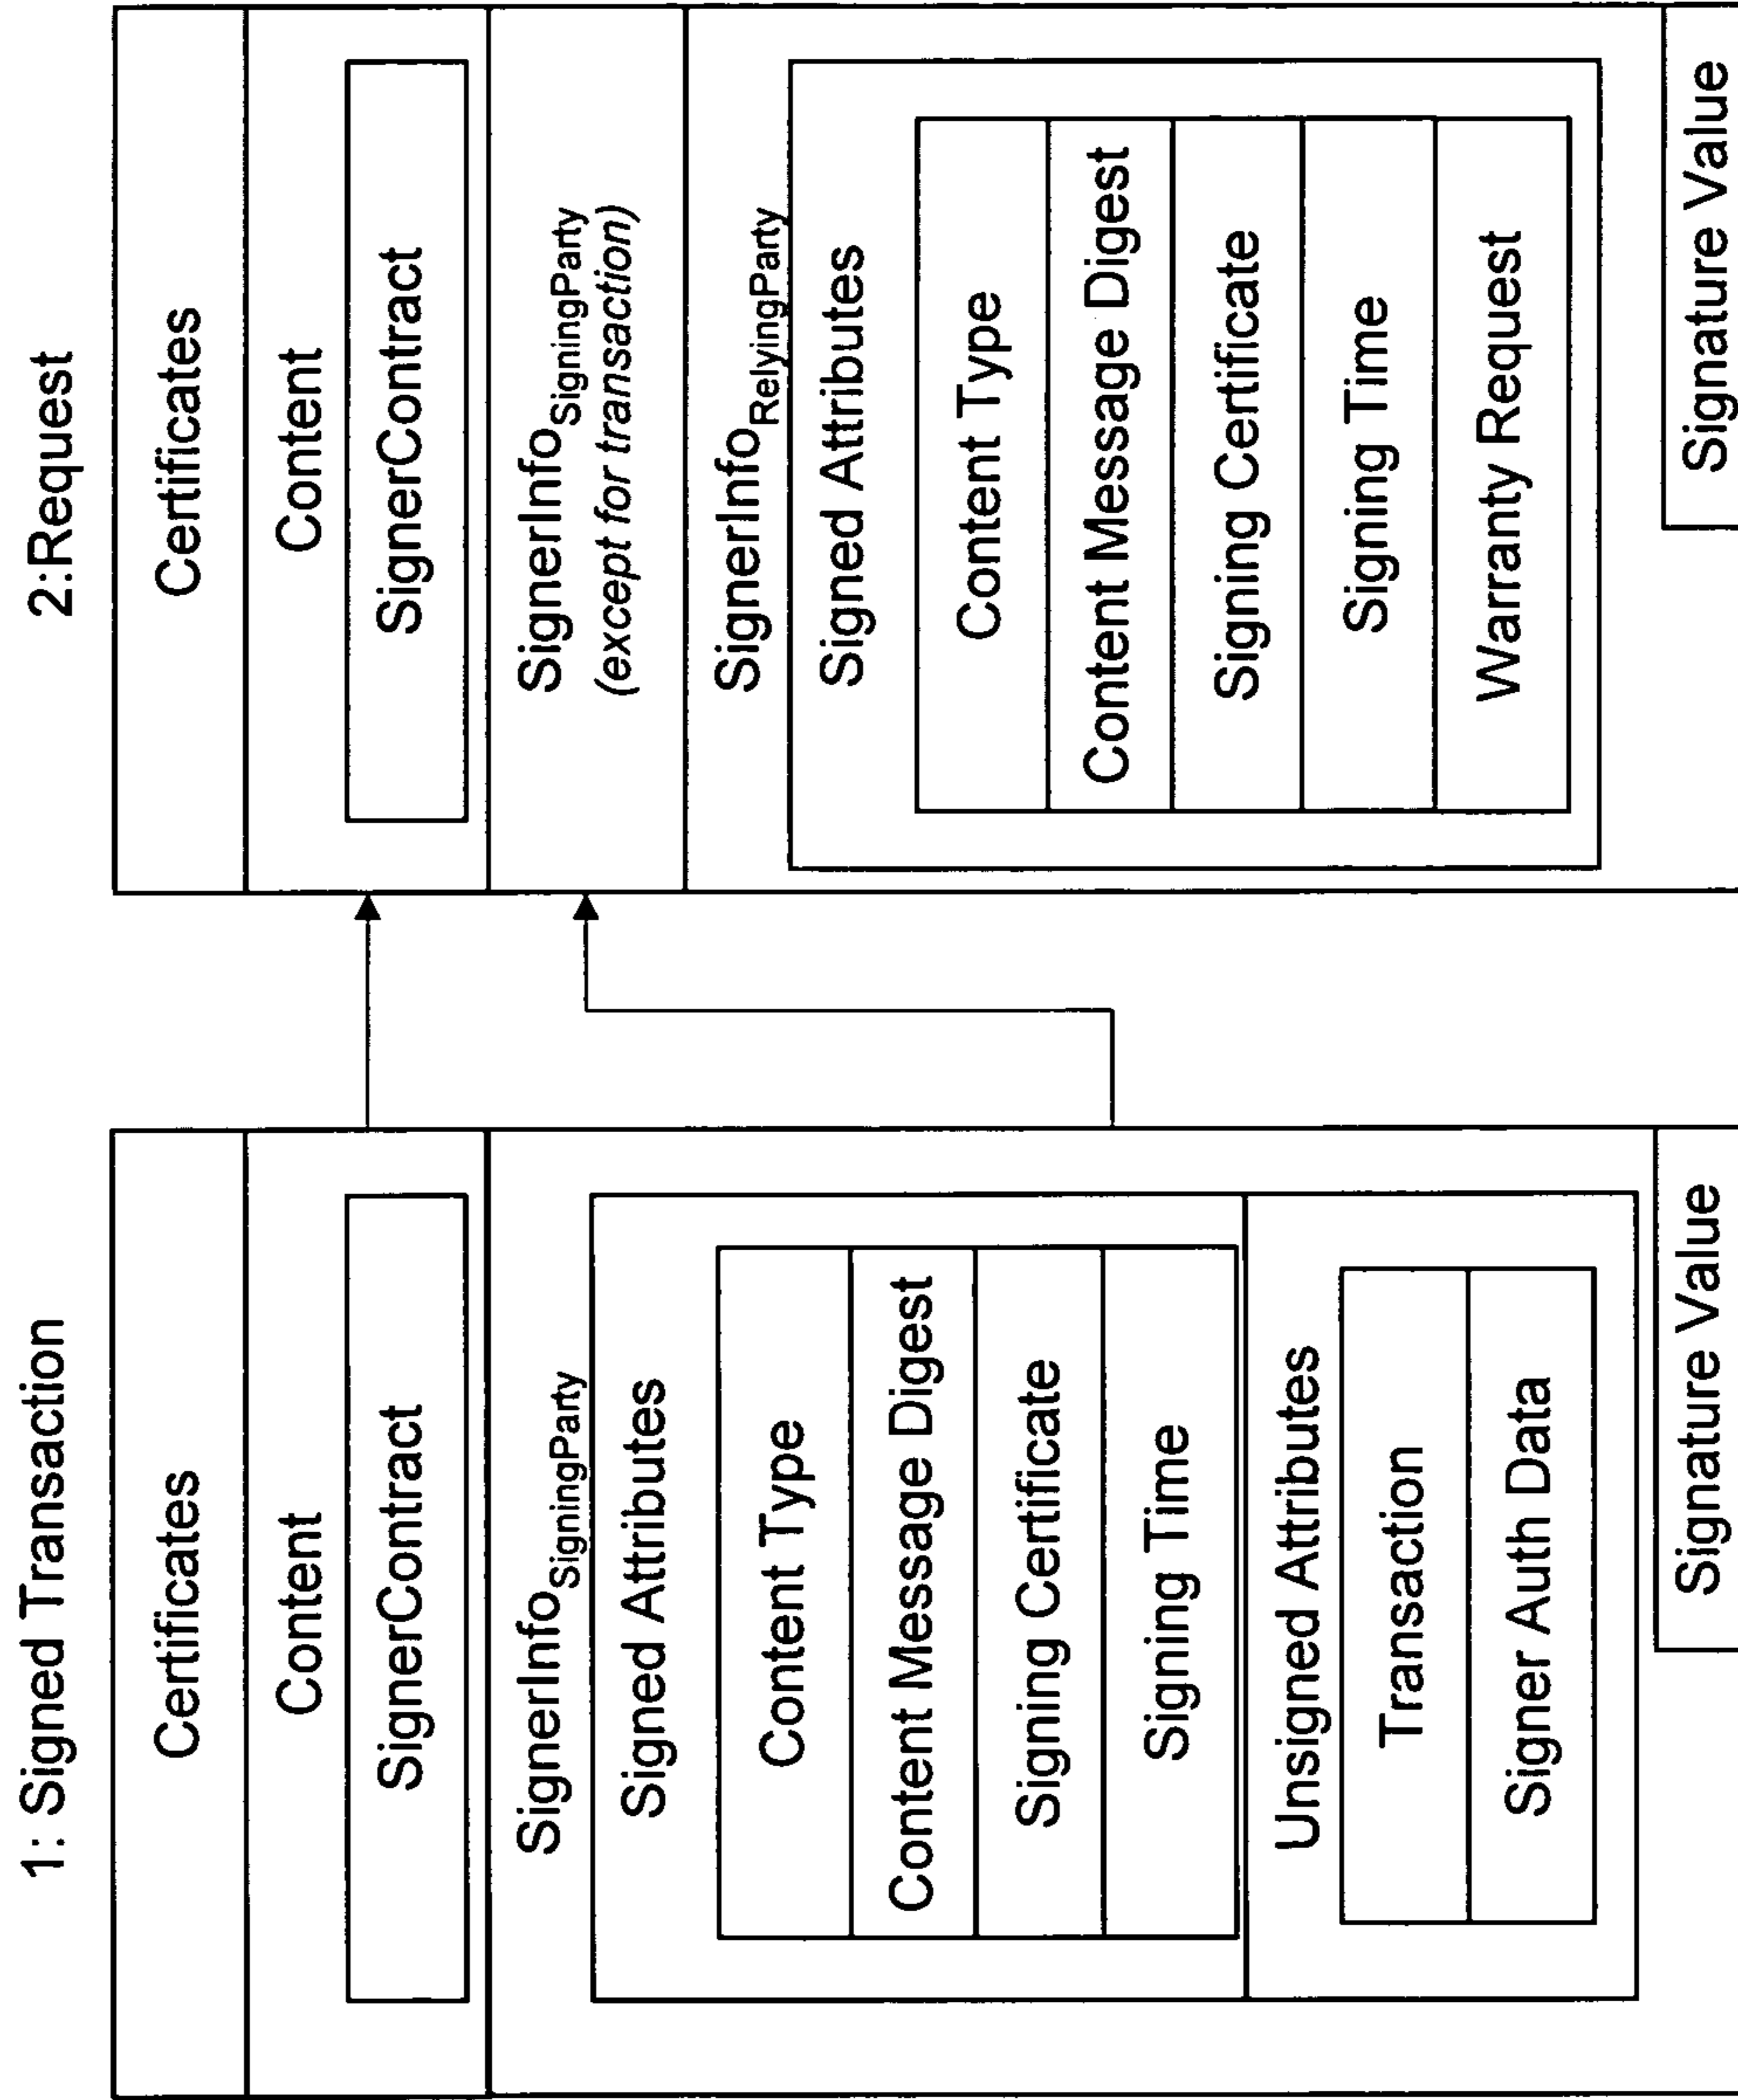 1: Signed Transaction
Certificates
Content
SignerContract
SignerInfoSigningParty
Signed Attributes
Content Type
Content Message Digest
Signing Certificate
Signing Time
Unsigned Attributes
Transaction
Signer Auth Data
Signature Value
2:Request
Certificates
Content
SignerContract
SignerInfoSigningParty
(except for transaction)
SignerInfoRelyingParty
Signed Attributes
Content Type
Content Message Digest
Signing Certificate
Signing Time
Warranty Request
Signature Value